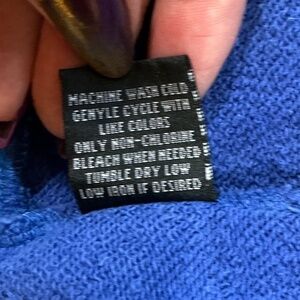 MACHINE WASH COLD
GENTLE CYCLE WITH
LIKE COLORS
ONLY NON-CHLORINE
BLEACH WHEN NEEDED
TUMBLE DRY LOW
LOW IRON IF DESIRED